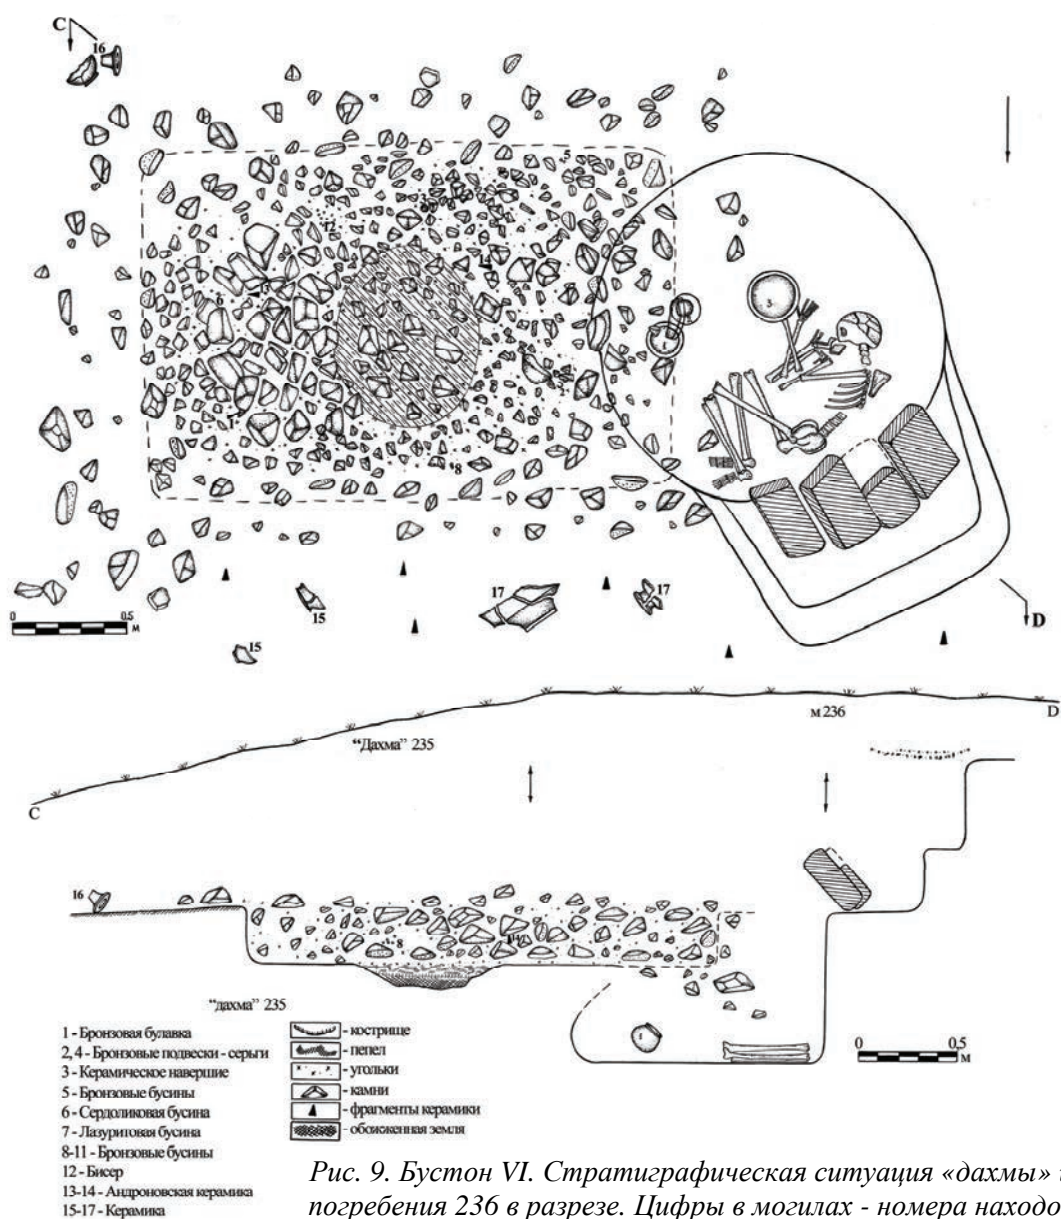 C
16
5
12
14
6
3
1
8
17
17
15
15
0 0,5
м
D
м 236
D
“Дахма” 235
C
16
8
14
1
0 0,5
м
“дахма” 235
1 - Бронзовая булавка
2, 4 - Бронзовые подвески - серьги
3 - Керамическое навершие
5 - Бронзовые бусины
6 - Сердоликовая бусина
7 - Лазуритовая бусина
8-11 - Бронзовые бусины
12 - Бисер
13-14 - Андроновская керамика
15-17 - Керамика
- кострище
- пепел
- угольки
- камни
- фрагменты керамики
- обожженная земля
Рис. 9. Бустон VI. Стратиграфическая ситуация «дахмы»
погребения 236 в разрезе. Цифры в могилах - номера